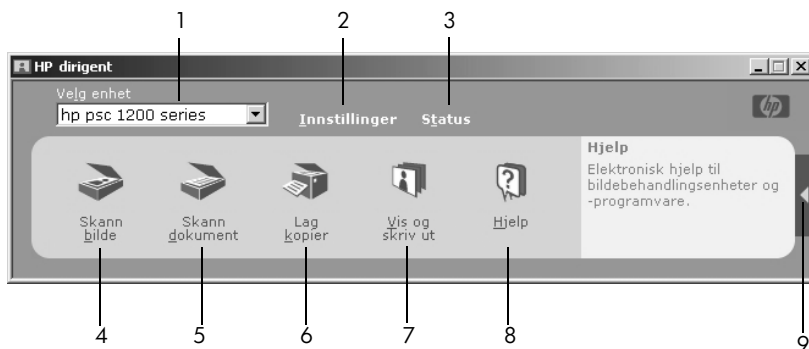 1 2 3
HP dirigent
Velg enhet
hp psc 1200 series
Innstillinger
Status
hp
Skann
bilde
Skann
dokument
Lag
kopier
Vis og
skriv ut
Hjelp
Hjelp
Elektronisk hjelp til
bildebehandlingsenheter og
-programvare.
4 5 6 7 8 9